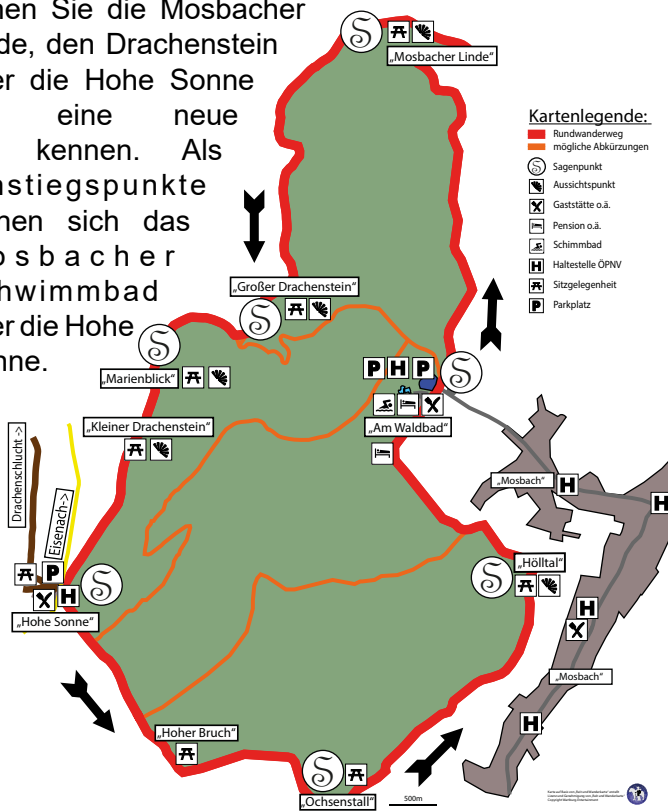 nen Sie die Mosbacher
de, den Drachenstein
er die Hohe Sonne
eine neue
kennen. Als
nstiegspunkte
nen sich das
osbacher
hwimmbad
er die Hohe
nne.
„Mosbacher Linde“
Kartenlegende:
Rundwanderweg
mögliche Abkürzungen
S Sagenpunkt
Aussichtspunkt
Gaststätte o.ä.
Pension o.ä.
Schimmbad
H Haltestelle ÖPNV
Sitzgelegenheit
P Parkplatz
„Großer Drachenstein“
„Marienblick“
P H P
„Kleiner Drachenstein“
„Am Waldbad“
Drachenschlucht ->
Eisenach->
„Mosbach“
H
H
P
H
„Hölltal“
„Hohe Sonne“
H
„Mosbach“
H
„Hoher Bruch“
„Ochsenstall“
500m